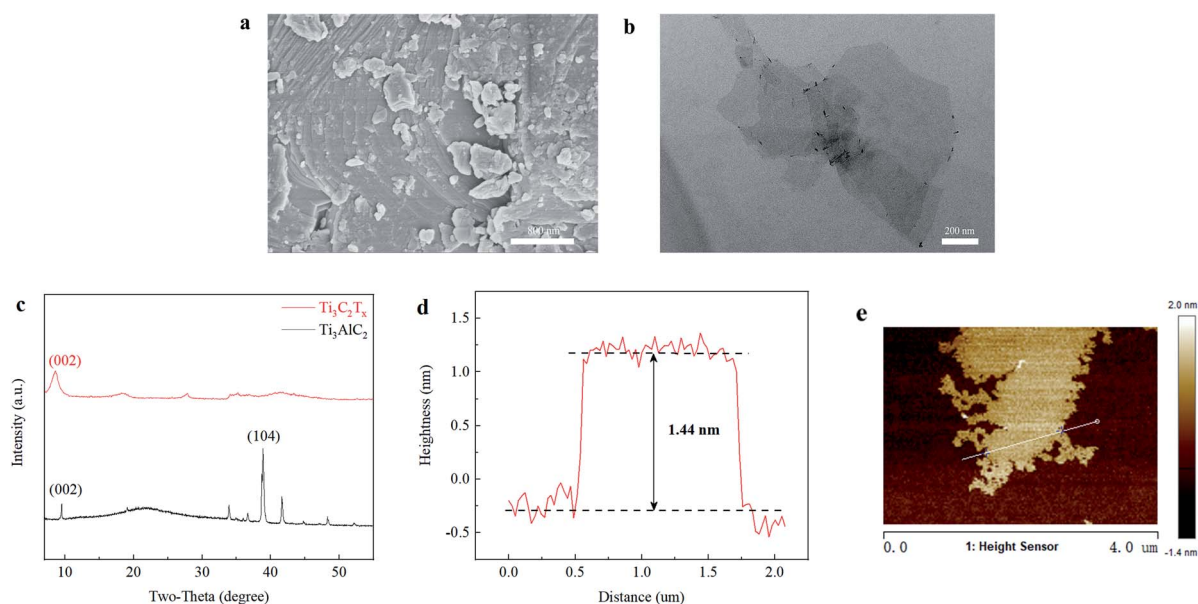 a
800 nm
b
200 nm
c
Ti₃C₂Tₓ
Ti₃AlC₂
(002)
(104)
(002)
Intensity (a.u.)
10 20 30 40 50
Two-Theta (degree)
d
1.5
1.0
0.5
0.0
-0.5
Heightness (nm)
1.44 nm
0.0 0.5 1.0 1.5 2.0
Distance (um)
e
2.0 nm
-1.4 nm
0.0 1: Height Sensor 4.0 um